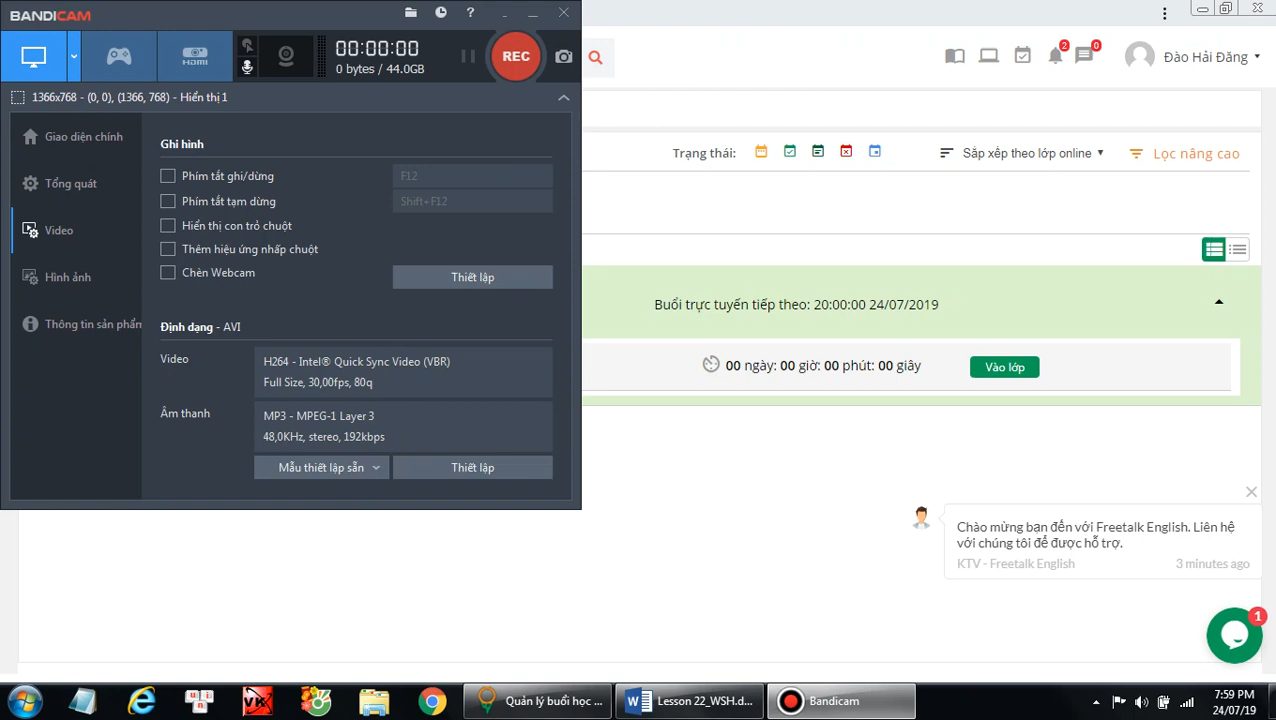 BANDICAM
?
HDMI
00:00:00
0 bytes / 44.0GB
REC
1366x768 - (0, 0), (1366, 768) - Hiển thị 1
Giao diện chính
Tổng quát
Video
Hình ảnh
Thông tin sản phẩn
Ghi hình
Phím tắt ghi/dừng
F12
Phím tắt tạm dừng
Shift+F12
Hiển thị con trỏ chuột
Thêm hiệu ứng nhấp chuột
Chèn Webcam
Thiết lập
Định dạng - AVI
Video
H264 - Intel® Quick Sync Video (VBR)
Full Size, 30,00fps, 80q
Âm thanh
MP3 - MPEG-1 Layer 3
48,0KHz, stereo, 192kbps
Mẫu thiết lập sẵn
Thiết lập
2
0
Đào Hải Đăng
Trạng thái:
Sắp xếp theo lớp online
Lọc nâng cao
Buổi trực tuyến tiếp theo: 20:00:00 24/07/2019
00 ngày: 00 giờ: 00 phút: 00 giây
Vào lớp
Chào mừng bạn đến với Freetalk English. Liên hệ
với chúng tôi để được hỗ trợ.
KTV - Freetalk English
3 minutes ago
1
Quản lý buổi học ...
Lesson 22_WSH.d...
Bandicam
7:59 PM
24/07/19